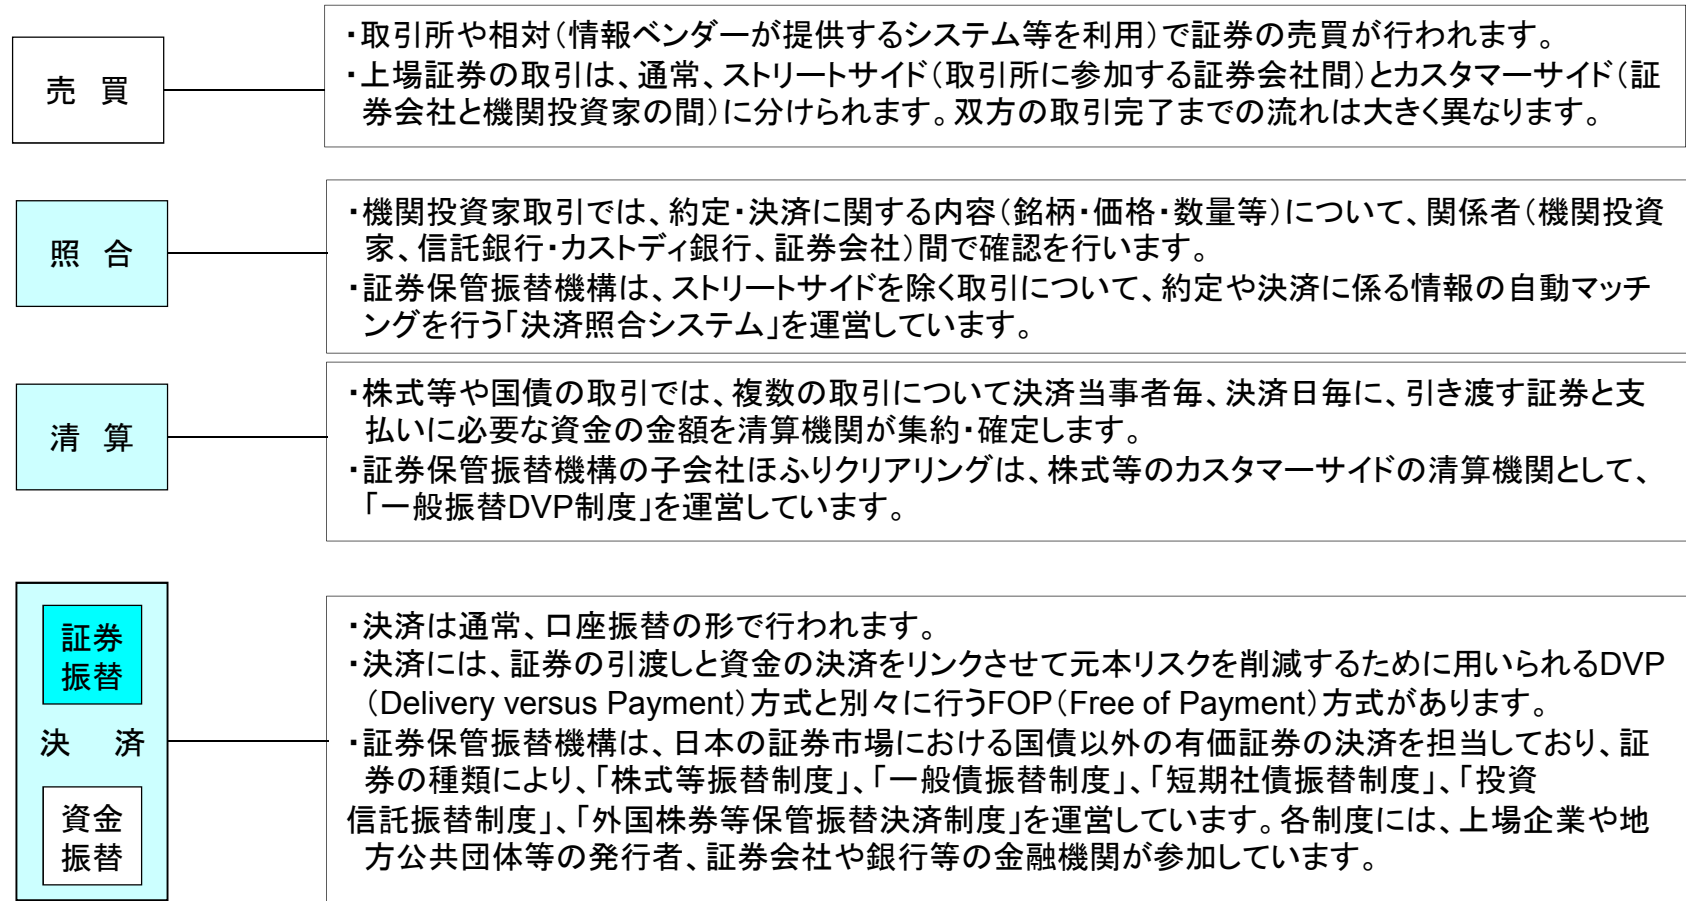 売 買
・取引所や相対（情報ベンダーが提供するシステム等を利用）で証券の売買が行われます。
・上場証券の取引は、通常、ストリートサイド（取引所に参加する証券会社間）とカスタマーサイド（証
券会社と機関投資家の間）に分けられます。双方の取引完了までの流れは大きく異なります。
照 合
・機関投資家取引では、約定・決済に関する内容（銘柄・価格・数量等）について、関係者（機関投資
家、信託銀行・カストディ銀行、証券会社）間で確認を行います。
・証券保管振替機構は、ストリートサイドを除く取引について、約定や決済に係る情報の自動マッチ
ングを行う「決済照合システム」を運営しています。
清 算
・株式等や国債の取引では、複数の取引について決済当事者毎、決済日毎に、引き渡す証券と支
払いに必要な資金の金額を清算機関が集約・確定します。
・証券保管振替機構の子会社ほふりクリアリングは、株式等のカスタマーサイドの清算機関として、
「一般振替DVP制度」を運営しています。
証券
振替
決 済
資金
振替
・決済は通常、口座振替の形で行われます。
・決済には、証券の引渡しと資金の決済をリンクさせて元本リスクを削減するために用いられるDVP
（Delivery versus Payment）方式と別々に行うFOP（Free of Payment）方式があります。
・証券保管振替機構は、日本の証券市場における国債以外の有価証券の決済を担当しており、証
券の種類により、「株式等振替制度」、「一般債振替制度」、「短期社債振替制度」、「投資
信託振替制度」、「外国株券等保管振替決済制度」を運営しています。各制度には、上場企業や地
方公共団体等の発行者、証券会社や銀行等の金融機関が参加しています。